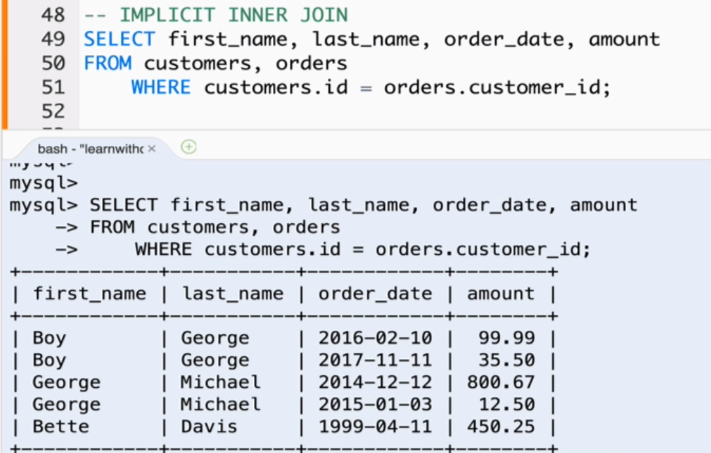 48 -- IMPLICIT INNER JOIN
49 SELECT first_name, last_name, order_date, amount
50 FROM customers, orders
51     WHERE customers.id = orders.customer_id;
52
bash - "learnwithc ×
mysql>
mysql> SELECT first_name, last_name, order_date, amount
    -> FROM customers, orders
    ->     WHERE customers.id = orders.customer_id;
+------------+-----------+------------+--------+
| first_name | last_name | order_date | amount |
+------------+-----------+------------+--------+
| Boy        | George    | 2016-02-10 |  99.99 |
| Boy        | George    | 2017-11-11 |  35.50 |
| George     | Michael   | 2014-12-12 | 800.67 |
| George     | Michael   | 2015-01-03 |  12.50 |
| Bette      | Davis     | 1999-04-11 | 450.25 |
+------------+-----------+------------+--------+